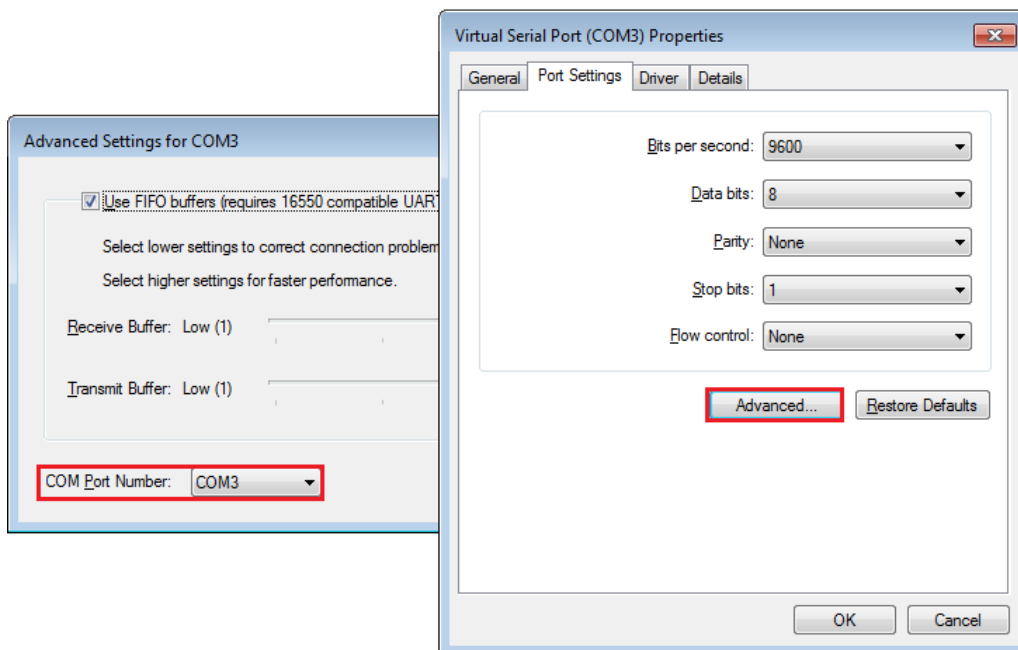 Advanced Settings for COM3
Use FIFO buffers (requires 16550 compatible UART
Select lower settings to correct connection problem
Select higher settings for faster performance.
Receive Buffer: Low (1)
Transmit Buffer: Low (1)
COM Port Number: COM3
Virtual Serial Port (COM3) Properties
General Port Settings Driver Details
Bits per second: 9600
Data bits: 8
Parity: None
Stop bits: 1
Flow control: None
Advanced... Restore Defaults
OK Cancel